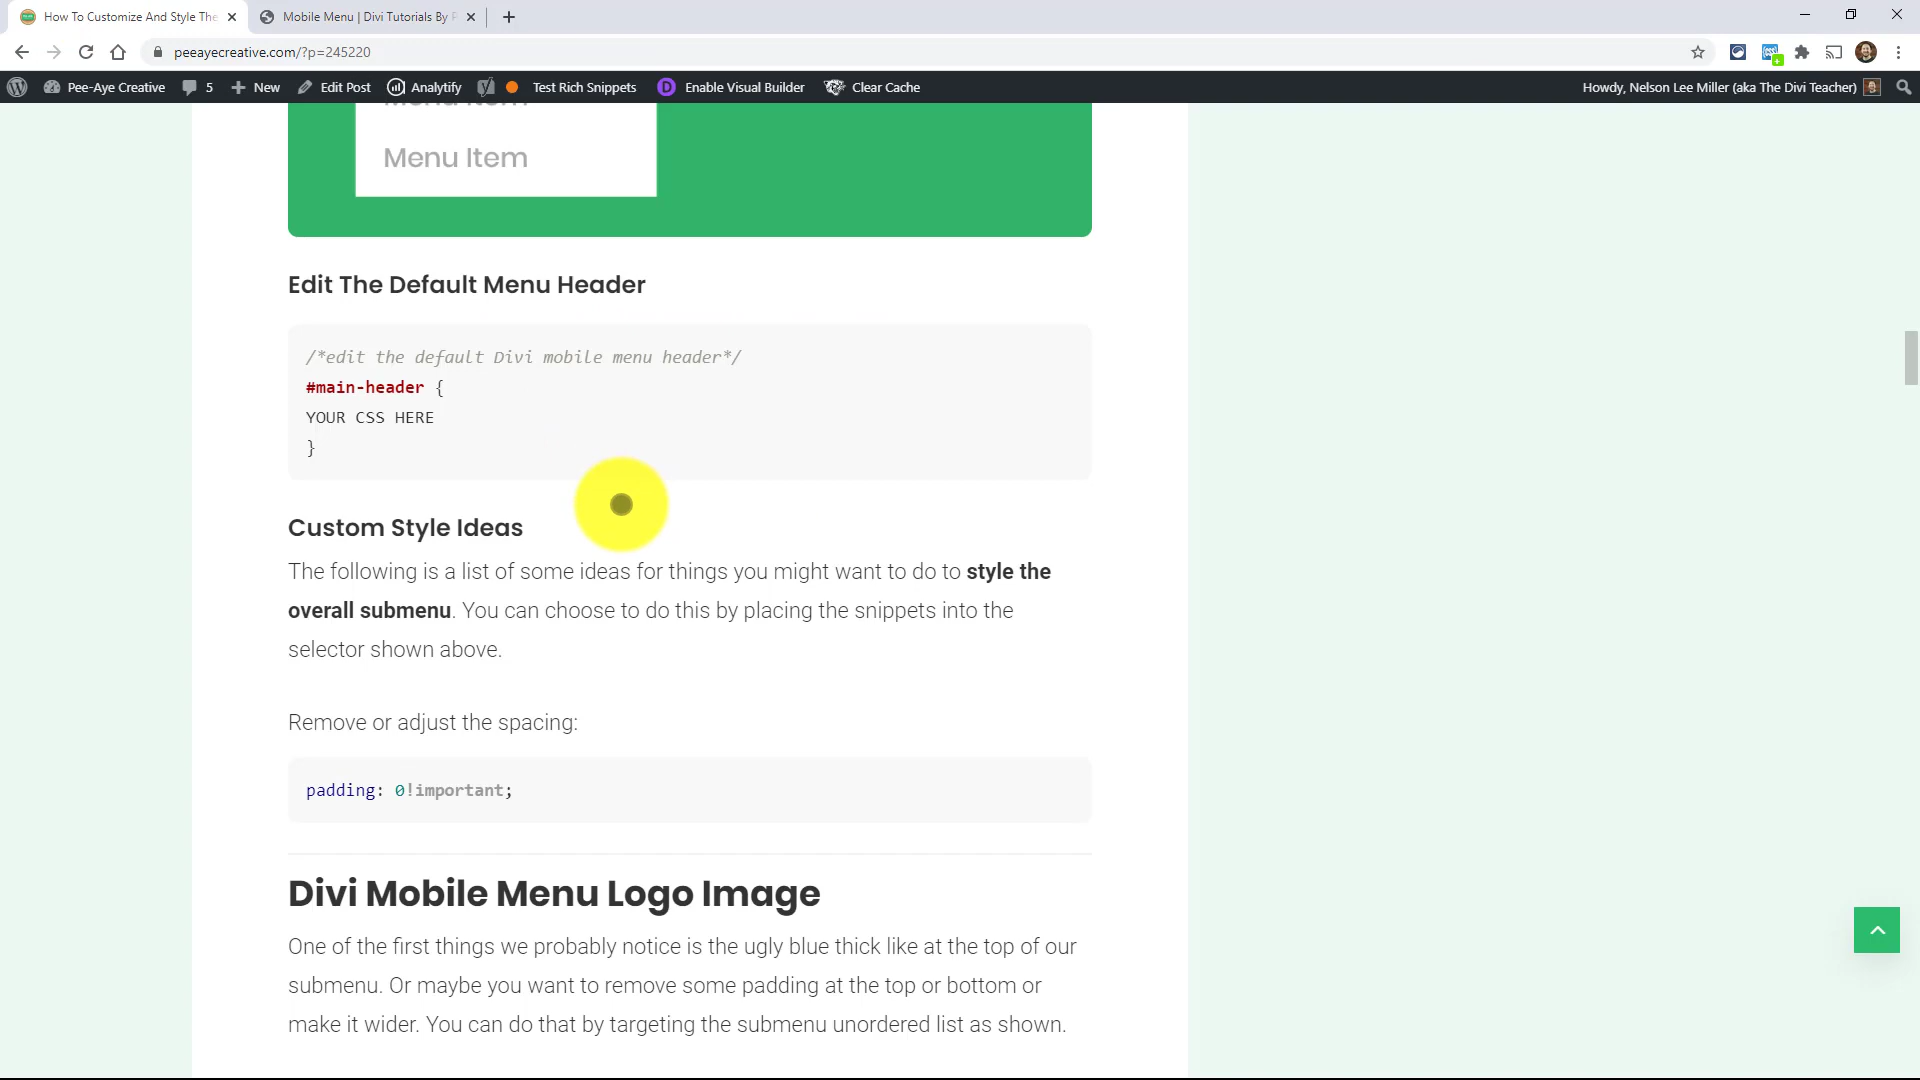 How To Customize And Style The
Mobile Menu | Divi Tutorials By P
peeayecreative.com/?p=245220
Pee-Aye Creative
5
New
Edit Post
Analytify
Test Rich Snippets
D
Enable Visual Builder
Clear Cache
Howdy, Nelson Lee Miller (aka The Divi Teacher)
Menu Item
Menu Item
Edit The Default Menu Header
/*edit the default Divi mobile menu header*/
#main-header {
YOUR CSS HERE
}
Custom Style Ideas
The following is a list of some ideas for things you might want to do to style the
overall submenu. You can choose to do this by placing the snippets into the
selector shown above.
Remove or adjust the spacing:
padding: 0!important;
Divi Mobile Menu Logo Image
One of the first things we probably notice is the ugly blue thick like at the top of our
submenu. Or maybe you want to remove some padding at the top or bottom or
make it wider. You can do that by targeting the submenu unordered list as shown.